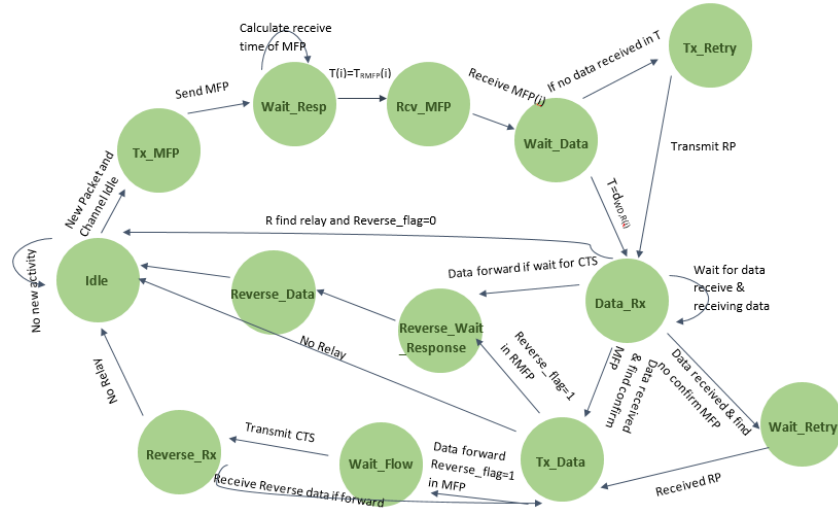 Calculate receive
time of MFP
T(i)=TRMFP(i)
Send MFP
Wait_Resp
Rcv_MFP
Receive MFP(j)
If no data received in T
Tx_Retry
Tx_MFP
Wait_Data
Transmit RP
New Packet and
Channel Idle
T=dWD,R(i)
R find relay and Reverse_flag=0
No new activity
Idle
Data forward if wait for CTS
Wait for data
receive &
receiving data
Reverse_Data
Data_Rx
Reverse_Wait
_Response
No Relay
Reverse_flag=1
in RMFP
Data received
& find confirm
MFP
Data received & find
no confirm MFP
No Relay
Wait_Retry
Transmit CTS
Reverse_Rx
Wait_Flow
Data forward
Reverse_flag=1
in MFP
Tx_Data
Receive Reverse data if forward
Received RP